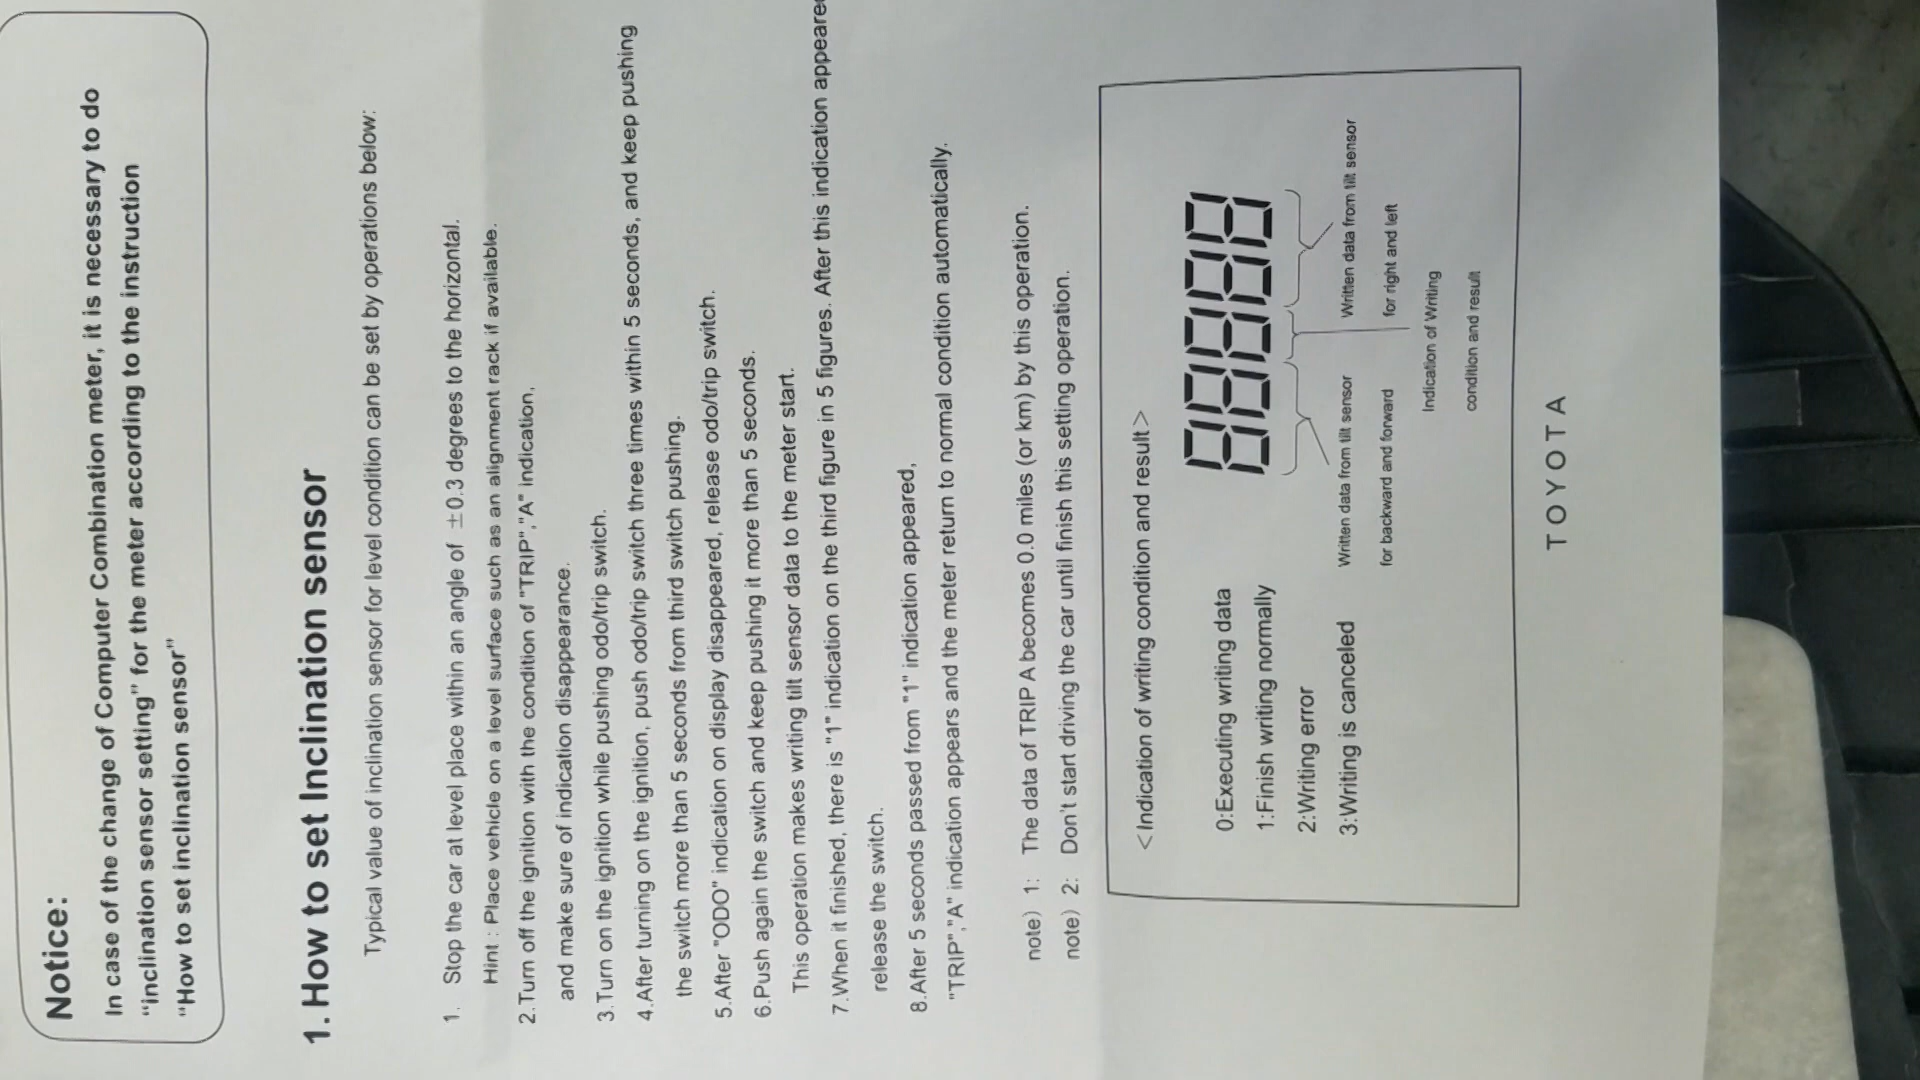 Notice:
In case of the change of Computer Combination meter, it is necessary to do
“inclination sensor setting” for the meter according to the instruction
“How to set inclination sensor”
1. How to set Inclination sensor
Typical value of inclination sensor for level condition can be set by operations below:
1. Stop the car at level place within an angle of ±0.3 degrees to the horizontal.
Hint : Place vehicle on a level surface such as an alignment rack if available.
2.Turn off the ignition with the condition of "TRIP","A" indication,
and make sure of indication disappearance.
3.Turn on the ignition while pushing odo/trip switch.
4.After turning on the ignition, push odo/trip switch three times within 5 seconds, and keep pushing
the switch more than 5 seconds from third switch pushing.
5.After "ODO" indication on display disappeared, release odo/trip switch.
6.Push again the switch and keep pushing it more than 5 seconds.
This operation makes writing tilt sensor data to the meter start.
7.When it finished, there is "1" indication on the third figure in 5 figures. After this indication appeared
release the switch.
8.After 5 seconds passed from "1" indication appeared,
"TRIP","A" indication appears and the meter return to normal condition automatically.
note) 1: The data of TRIP A becomes 0.0 miles (or km) by this operation.
note) 2: Don't start driving the car until finish this setting operation.
<Indication of writing condition and result>
0:Executing writing data
1:Finish writing normally
2:Writing error
3:Writing is canceled
88888
Written data from tilt sensor
for backward and forward
Written data from tilt sensor
for right and left
Indication of Writing
condition and result
TOYOTA